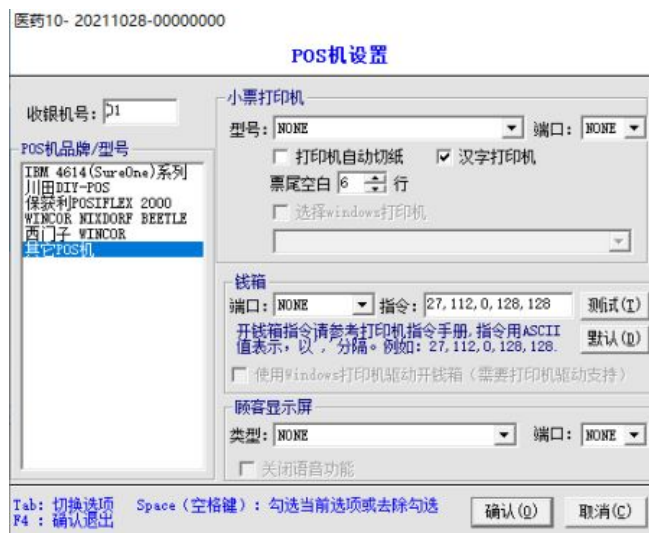 医药10- 20211028-00000000
POS机设置
收银机号: 01
POS机品牌/型号
IBM 4614(SureOne)系列
川田DIY-POS
保获利POSIFLEX 2000
WINCOR NIXDORF BEETLE
西门子 WINCOR
其它POS机
小票打印机
型号: NONE 端口: NONE
打印机自动切纸 汉字打印机
票尾空白 6 行
选择windows打印机
钱箱
端口: NONE 指令: 27,112,0,128,128 测试(T)
开钱箱指令请参考打印机指令手册,指令用ASCII
值表示，以','分隔。例如: 27,112,0,128,128.
默认(D)
使用Windows打印机驱动开钱箱（需要打印机驱动支持）
顾客显示屏
类型: NONE 端口: NONE
关闭语音功能
Tab: 切换选项 Space（空格键）: 勾选当前选项或去除勾选
F4 : 确认退出
确认(O) 取消(C)